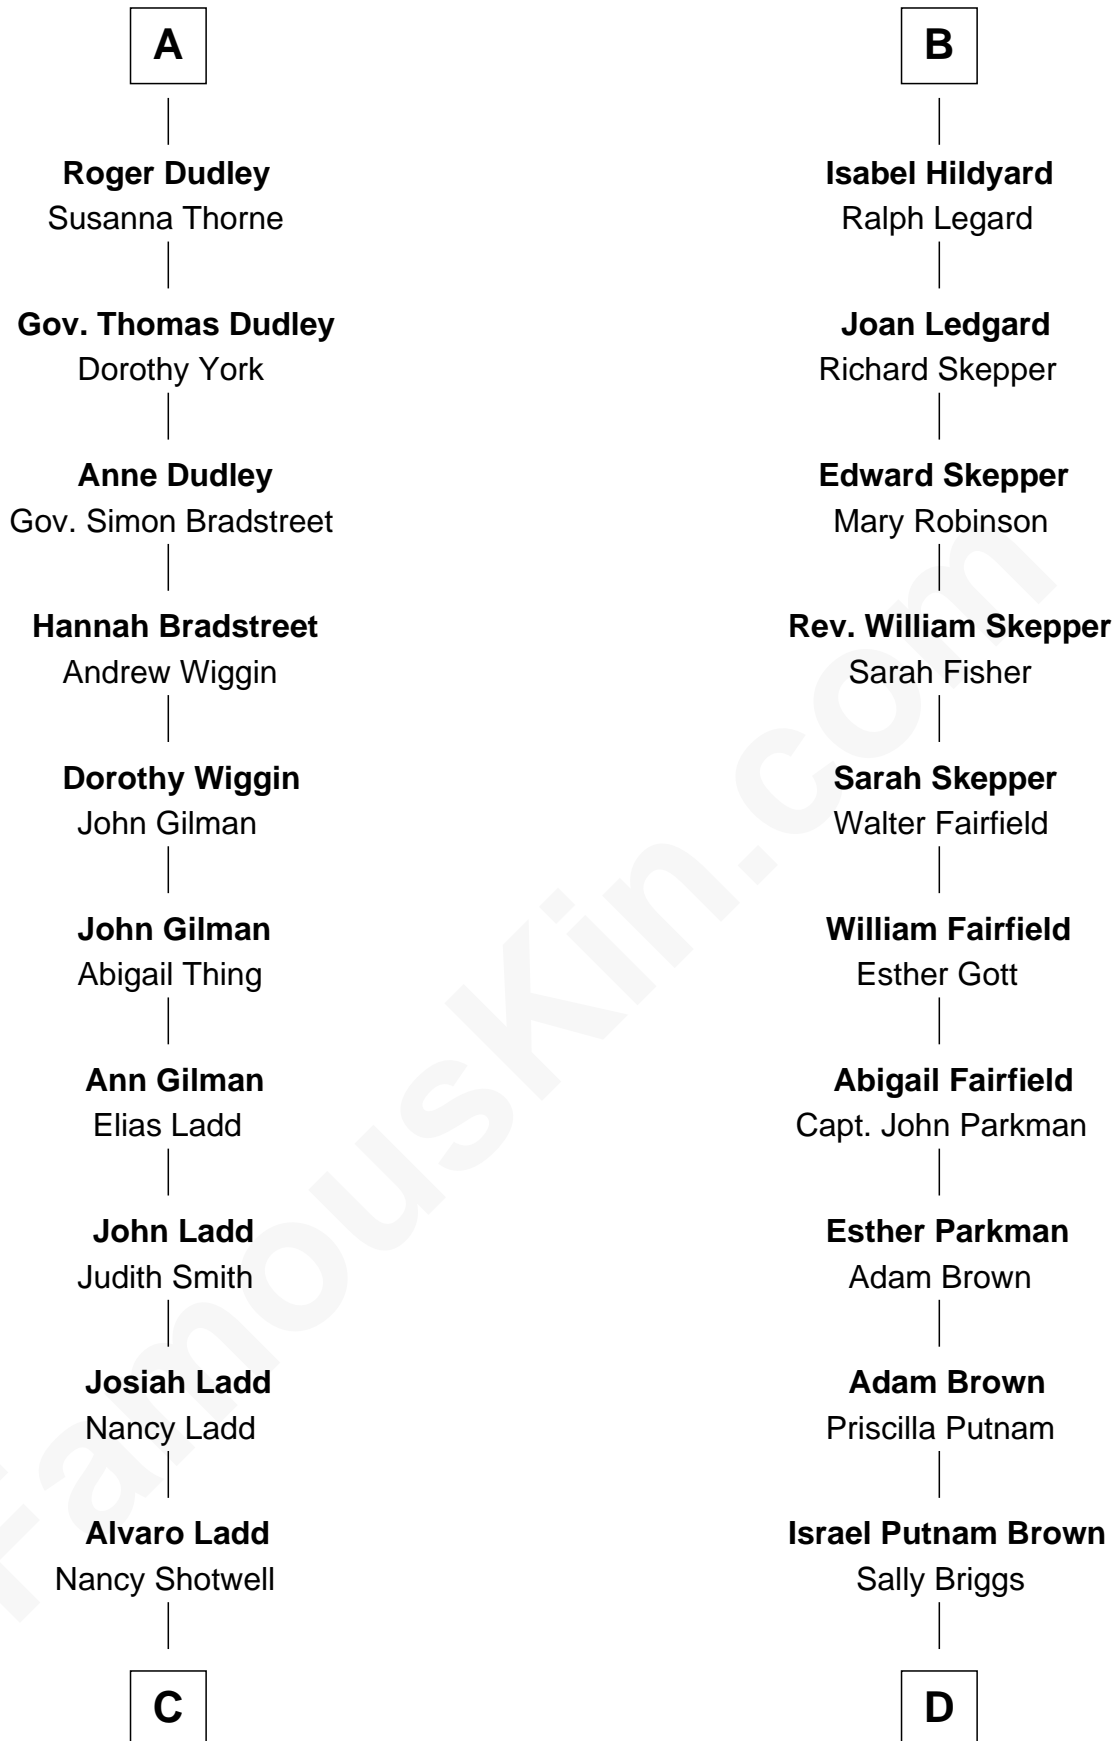 A
Roger Dudley
Susanna Thorne
Gov. Thomas Dudley
Dorothy York
Anne Dudley
Gov. Simon Bradstreet
Hannah Bradstreet
Andrew Wiggin
Dorothy Wiggin
John Gilman
John Gilman
Abigail Thing
Ann Gilman
Elias Ladd
John Ladd
Judith Smith
Josiah Ladd
Nancy Ladd
Alvaro Ladd
Nancy Shotwell
C
B
Isabel Hildyard
Ralph Legard
Joan Ledgard
Richard Skepper
Edward Skepper
Mary Robinson
Rev. William Skepper
Sarah Fisher
Sarah Skepper
Walter Fairfield
William Fairfield
Esther Gott
Abigail Fairfield
Capt. John Parkman
Esther Parkman
Adam Brown
Adam Brown
Priscilla Putnam
Israel Putnam Brown
Sally Briggs
D
FamousKin.com